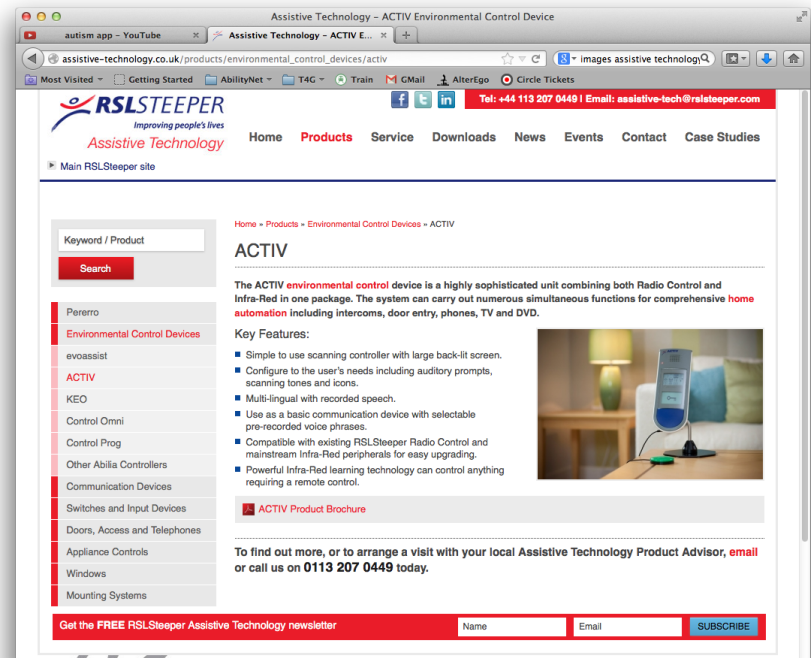 Assistive Technology – ACTIV Environmental Control Device
autism app – YouTube
Assistive Technology – ACTIV E...
assistive-technology.co.uk/products/environmental_control_devices/activ
images assistive technology
Most Visited
Getting Started
AbilityNet
T4G
Train
GMail
AlterEgo
Circle Tickets
RSLSTEEPER
Improving people's lives
Assistive Technology
Main RSLSteeper site
Tel: +44 113 207 0449 I Email: assistive-tech@rslsteeper.com
Home Products Service Downloads News Events Contact Case Studies
Keyword / Product
Search
Pererro
Environmental Control Devices
evoassist
ACTIV
KEO
Control Omni
Control Prog
Other Abilia Controllers
Communication Devices
Switches and Input Devices
Doors, Access and Telephones
Appliance Controls
Windows
Mounting Systems
Home » Products » Environmental Control Devices » ACTIV
ACTIV
The ACTIV environmental control device is a highly sophisticated unit combining both Radio Control and
Infra-Red in one package. The system can carry out numerous simultaneous functions for comprehensive home
automation including intercoms, door entry, phones, TV and DVD.
Key Features:
Simple to use scanning controller with large back-lit screen.
Configure to the user's needs including auditory prompts,
scanning tones and icons.
Multi-lingual with recorded speech.
Use as a basic communication device with selectable
pre-recorded voice phrases.
Compatible with existing RSLSteeper Radio Control and
mainstream Infra-Red peripherals for easy upgrading.
Powerful Infra-Red learning technology can control anything
requiring a remote control.
ACTIV Product Brochure
To find out more, or to arrange a visit with your local Assistive Technology Product Advisor, email
or call us on 0113 207 0449 today.
Get the FREE RSLSteeper Assistive Technology newsletter
Name
Email
SUBSCRIBE